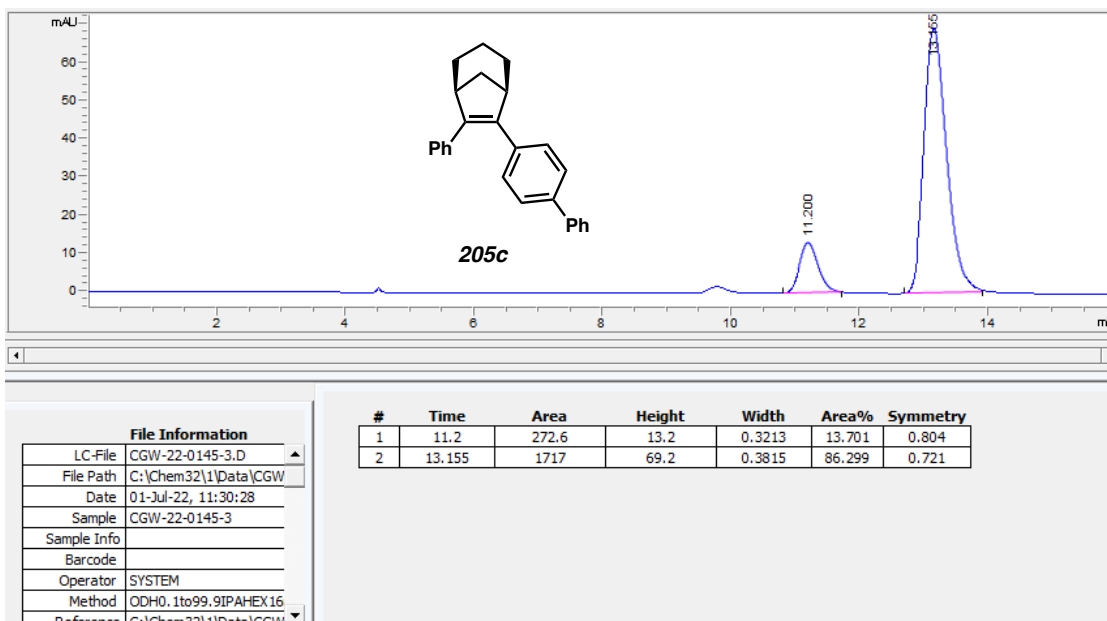 mAU
60
50
40
30
20
10
0
2 4 6 8 10 12 14 m
11.200
13.155
Ph
Ph
205c
# Time Area Height Width Area% Symmetry
1 11.2 272.6 13.2 0.3213 13.701 0.804
2 13.155 1717 69.2 0.3815 86.299 0.721
File Information
LC-File CGW-22-0145-3.D
File Path C:\Chem32\1\Data\CGW
Date 01-Jul-22, 11:30:28
Sample CGW-22-0145-3
Sample Info
Barcode
Operator SYSTEM
Method ODH0.1to99.9IPAHEX16